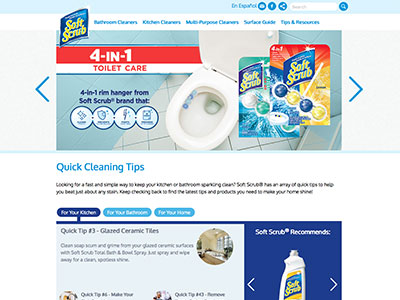 En Español
Search
Soft Scrub
Bathroom Cleaners Kitchen Cleaners Multi-Purpose Cleaners Surface Guide Tips & Resources
4-IN-1
TOILET CARE
4-in-1 rim hanger from
Soft Scrub® brand that:
4-in-1
Soft Scrub
Soft Scrub
Quick Cleaning Tips
Looking for a fast and simple way to keep your kitchen or bathroom sparking clean? Soft Scrub® has an array of quick tips to help
you beat just about any stain. Keep checking back to find the latest tips and products you need to make your home shine!
For Your Kitchen For Your Bathroom For Your Home
Quick Tip #3 - Glazed Ceramic Tiles
Clean soap scum and grime from your glazed ceramic surfaces
with Soft Scrub Total Bath & Bowl Spray. Just spray and wipe
away for a clean, spotless shine.
Soft Scrub® Recommends:
Soft Scrub
Quick Tip #6 - Make Your
Quick Tip #43 - Remove